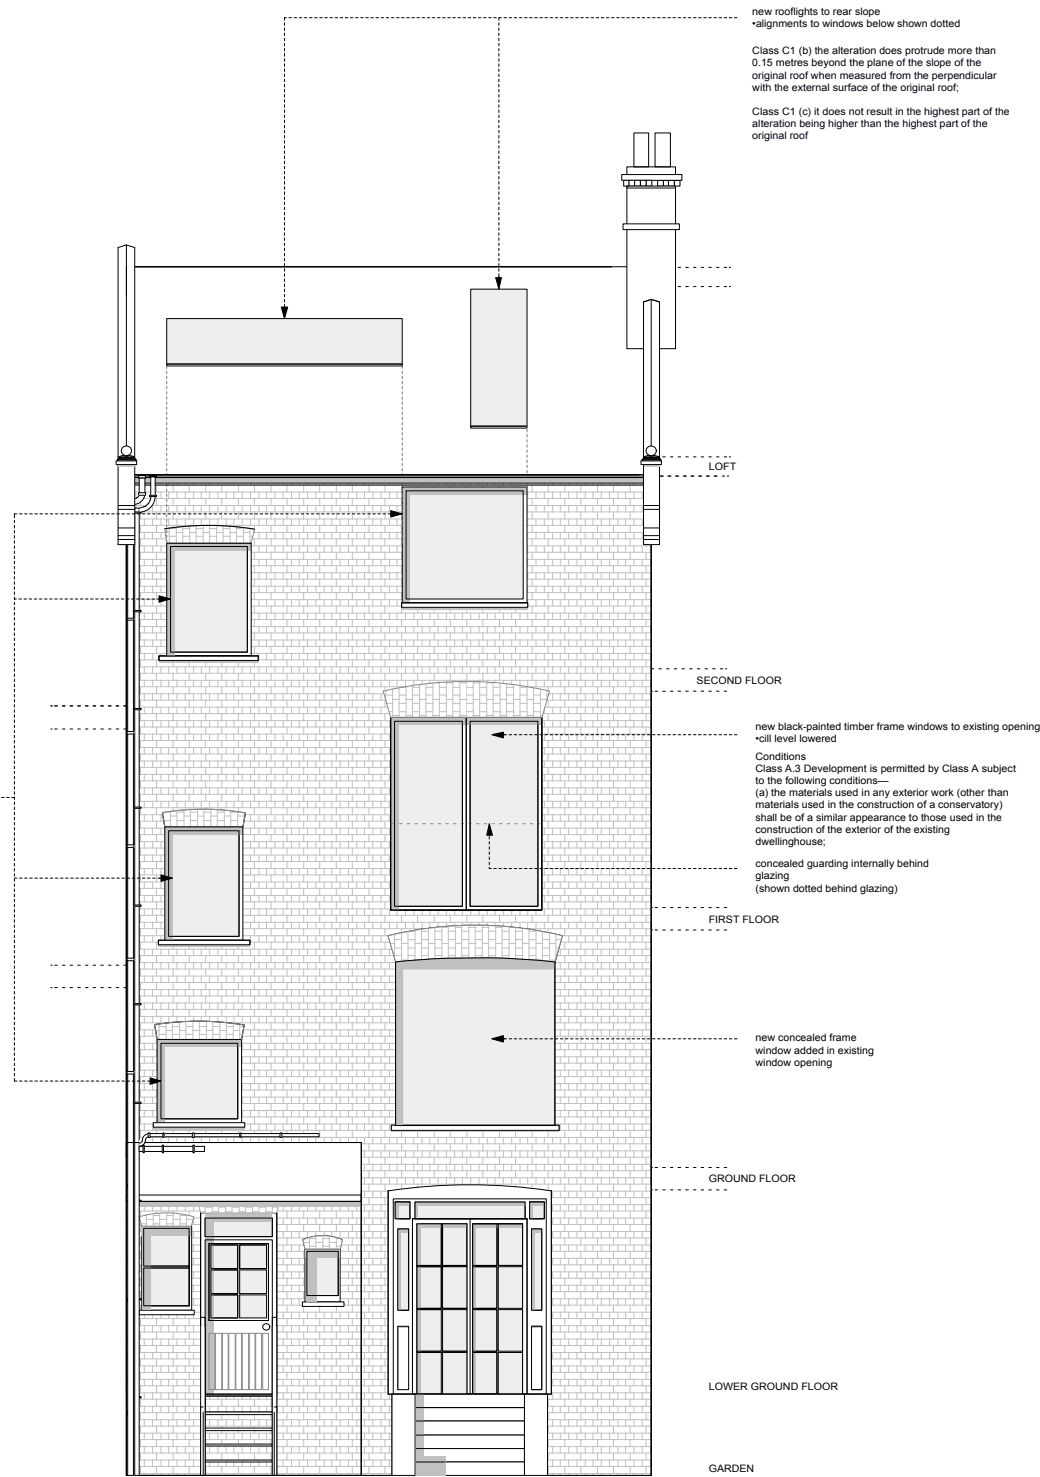 new rooflights to rear slope
•alignments to windows below shown dotted
Class C1 (b) the alteration does protrude more than
0.15 metres beyond the plane of the slope of the
original roof when measured from the perpendicular
with the external surface of the original roof;
Class C1 (c) it does not result in the highest part of the
alteration being higher than the highest part of the
original roof
LOFT
SECOND FLOOR
new black-painted timber frame windows to existing opening
•cill level lowered
Conditions
Class A.3 Development is permitted by Class A subject
to the following conditions—
(a) the materials used in any exterior work (other than
materials used in the construction of a conservatory)
shall be of a similar appearance to those used in the
construction of the exterior of the existing
dwellinghouse;
concealed guarding internally behind
glazing
(shown dotted behind glazing)
FIRST FLOOR
new concealed frame
window added in existing
window opening
GROUND FLOOR
LOWER GROUND FLOOR
GARDEN